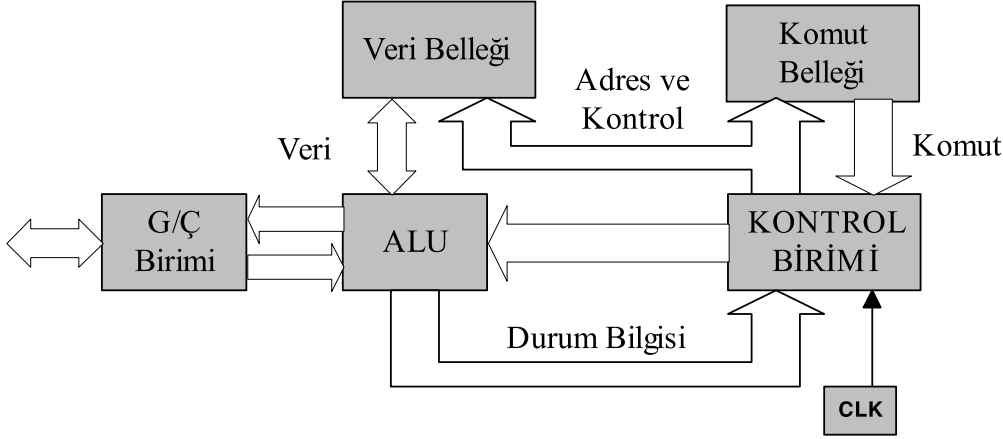 Veri Belleği
Komut
Belleği
Adres ve
Kontrol
Veri
Komut
G/Ç
Birimi
ALU
KONTROL
BİRİMİ
Durum Bilgisi
CLK